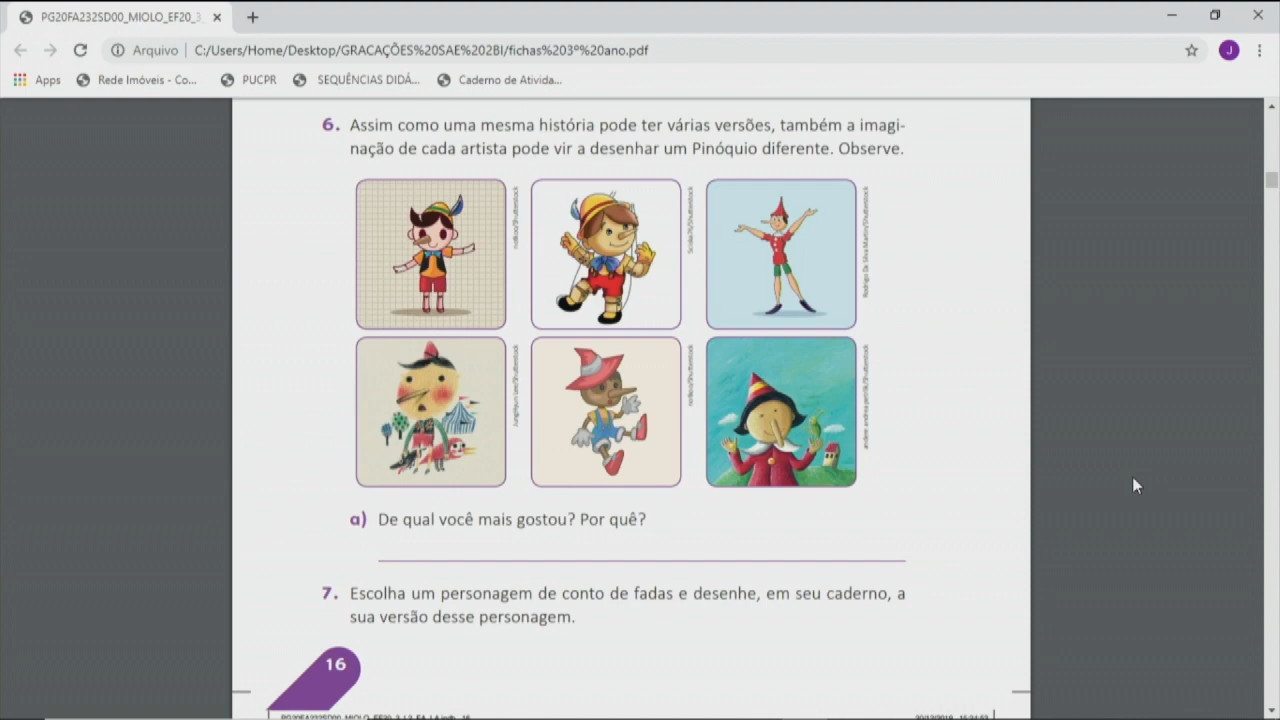 PG20FA232SD00_MIOLO_EF20_3_
Arquivo
C:/Users/Home/Desktop/GRACAÇÕES%20SAE%202BI/fichas%203º%20ano.pdf
J
Apps
Rede Imóveis - Co...
PUCPR
SEQUÊNCIAS DIDÁ...
Caderno de Ativida...
6. Assim como uma mesma história pode ter várias versões, também a imagi-
nação de cada artista pode vir a desenhar um Pinóquio diferente. Observe.
a) De qual você mais gostou? Por quê?
7. Escolha um personagem de conto de fadas e desenhe, em seu caderno, a
sua versão desse personagem.
16